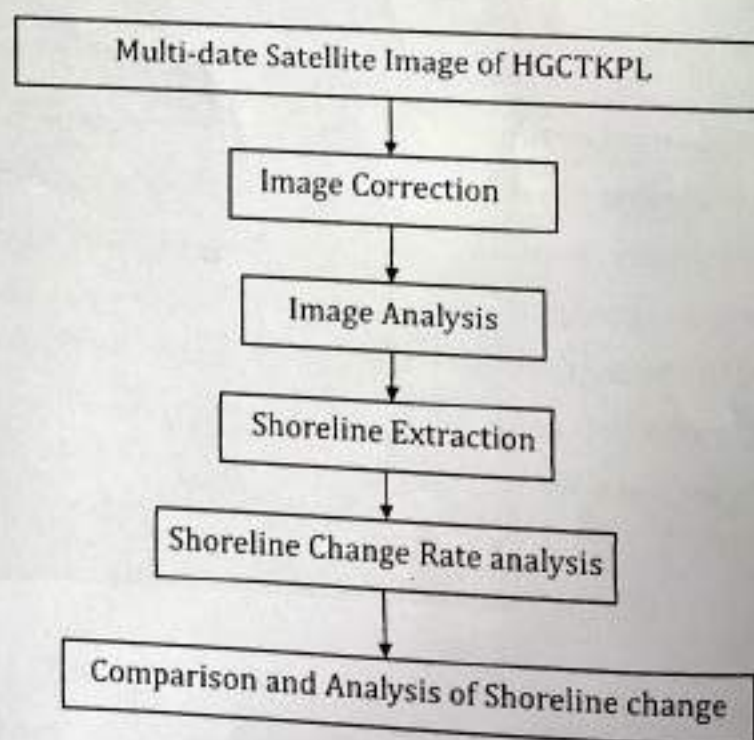 Multi-date Satellite Image of HGCTKPL
Image Correction
Image Analysis
Shoreline Extraction
Shoreline Change Rate analysis
Comparison and Analysis of Shoreline change